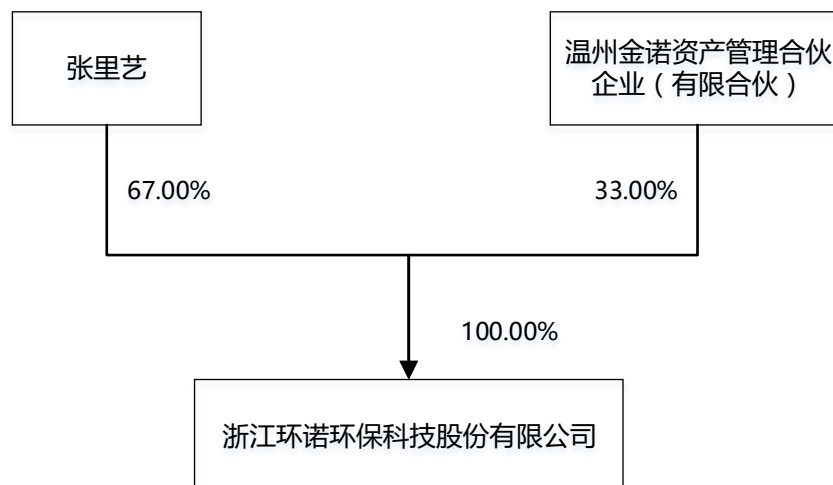 张里艺
温州金诺资产管理合伙
企业（有限合伙）
67.00%
33.00%
100.00%
浙江环诺环保科技股份有限公司